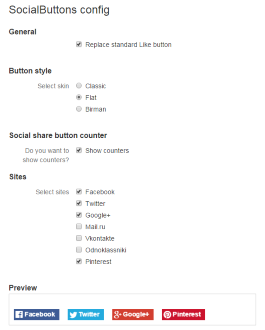 SocialButtons config
General
Replace standard Like button
Button style
Select skin
Classic
Flat
Birman
Social share button counter
Do you want to show counters?
Show counters
Sites
Select sites
Facebook
Twitter
Google+
Mail.ru
Vkontakte
Odnoklassniki
Pinterest
Preview
Facebook
Twitter
Google+
Pinterest